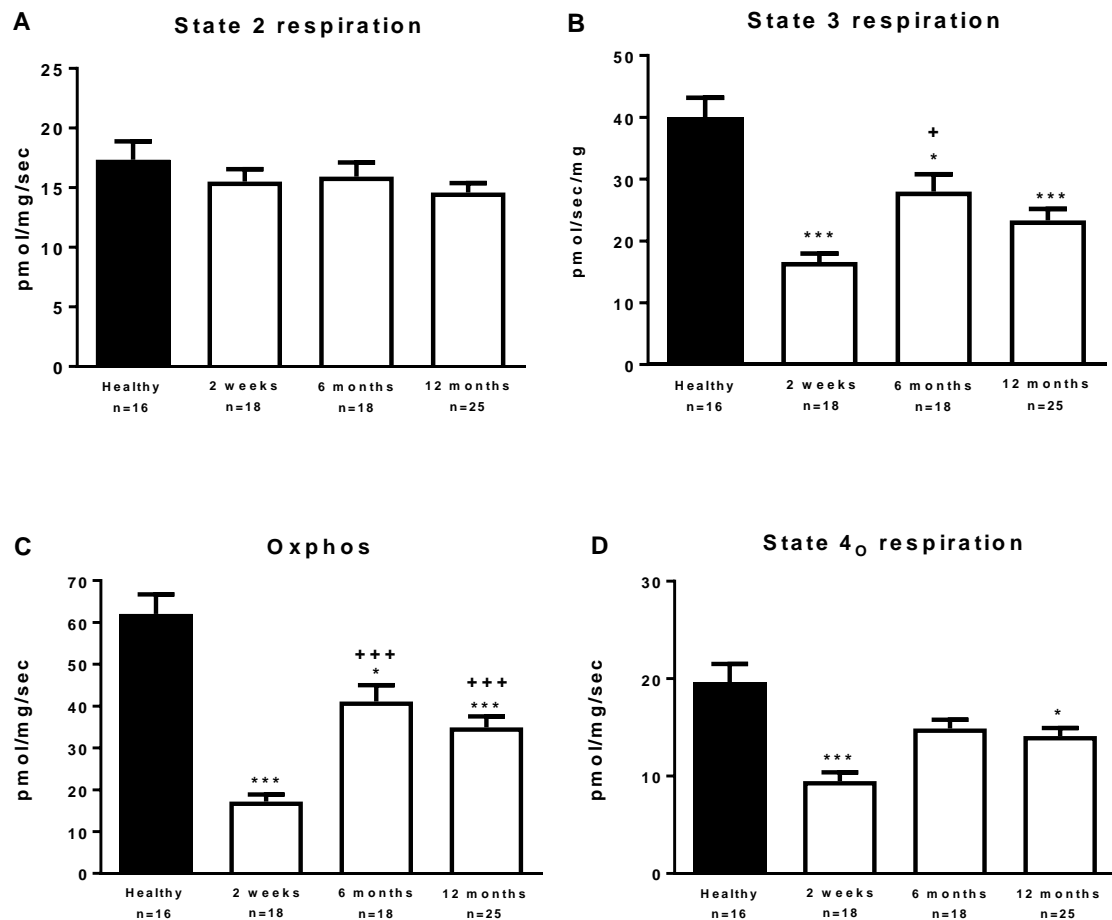 A
State 2 respiration
pmol/mg/sec
25
20
15
10
5
0
Healthy 2 weeks 6 months 12 months
n=16 n=18 n=18 n=25
B
State 3 respiration
pmol/sec/mg
50
40
30
20
10
0
***
+
*
***
Healthy 2 weeks 6 months 12 months
n=16 n=18 n=18 n=25
C
Oxphos
pmol/mg/sec
70
60
50
40
30
20
10
0
***
+++
*
+++
***
Healthy 2 weeks 6 months 12 months
n=16 n=18 n=18 n=25
D
State 4O respiration
pmol/mg/sec
30
20
10
0
***
*
Healthy 2 weeks 6 months 12 months
n=16 n=18 n=18 n=25